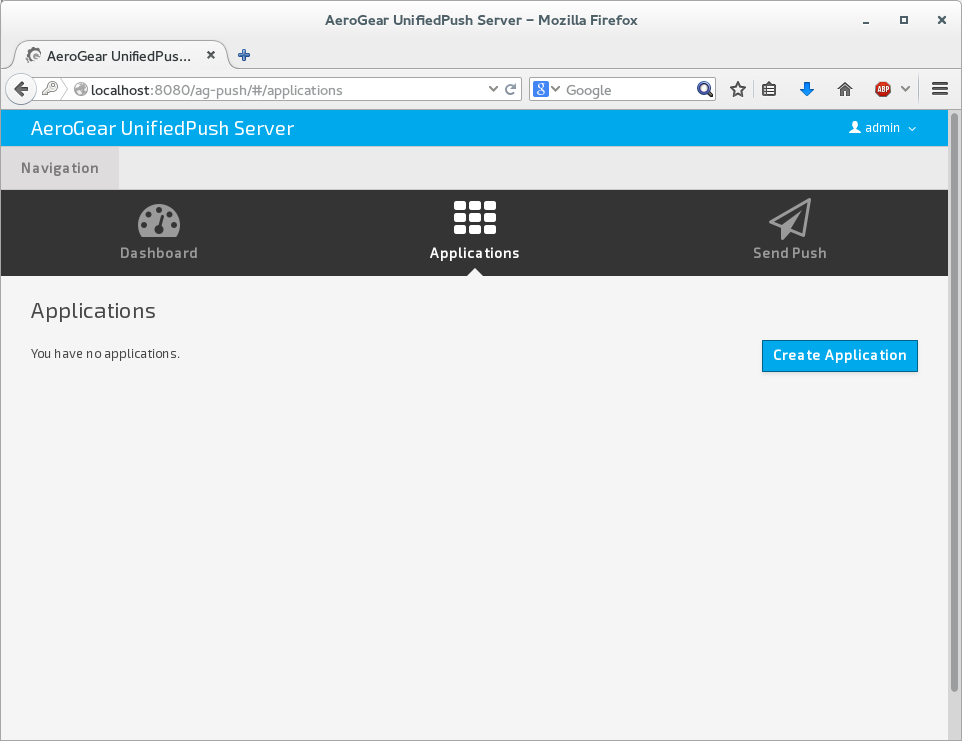 AeroGear UnifiedPush Server – Mozilla Firefox
AeroGear UnifiedPus...
localhost:8080/ag-push/#/applications
8
Google
ABP
AeroGear UnifiedPush Server
admin
Navigation
Dashboard
Applications
Send Push
Applications
You have no applications.
Create Application